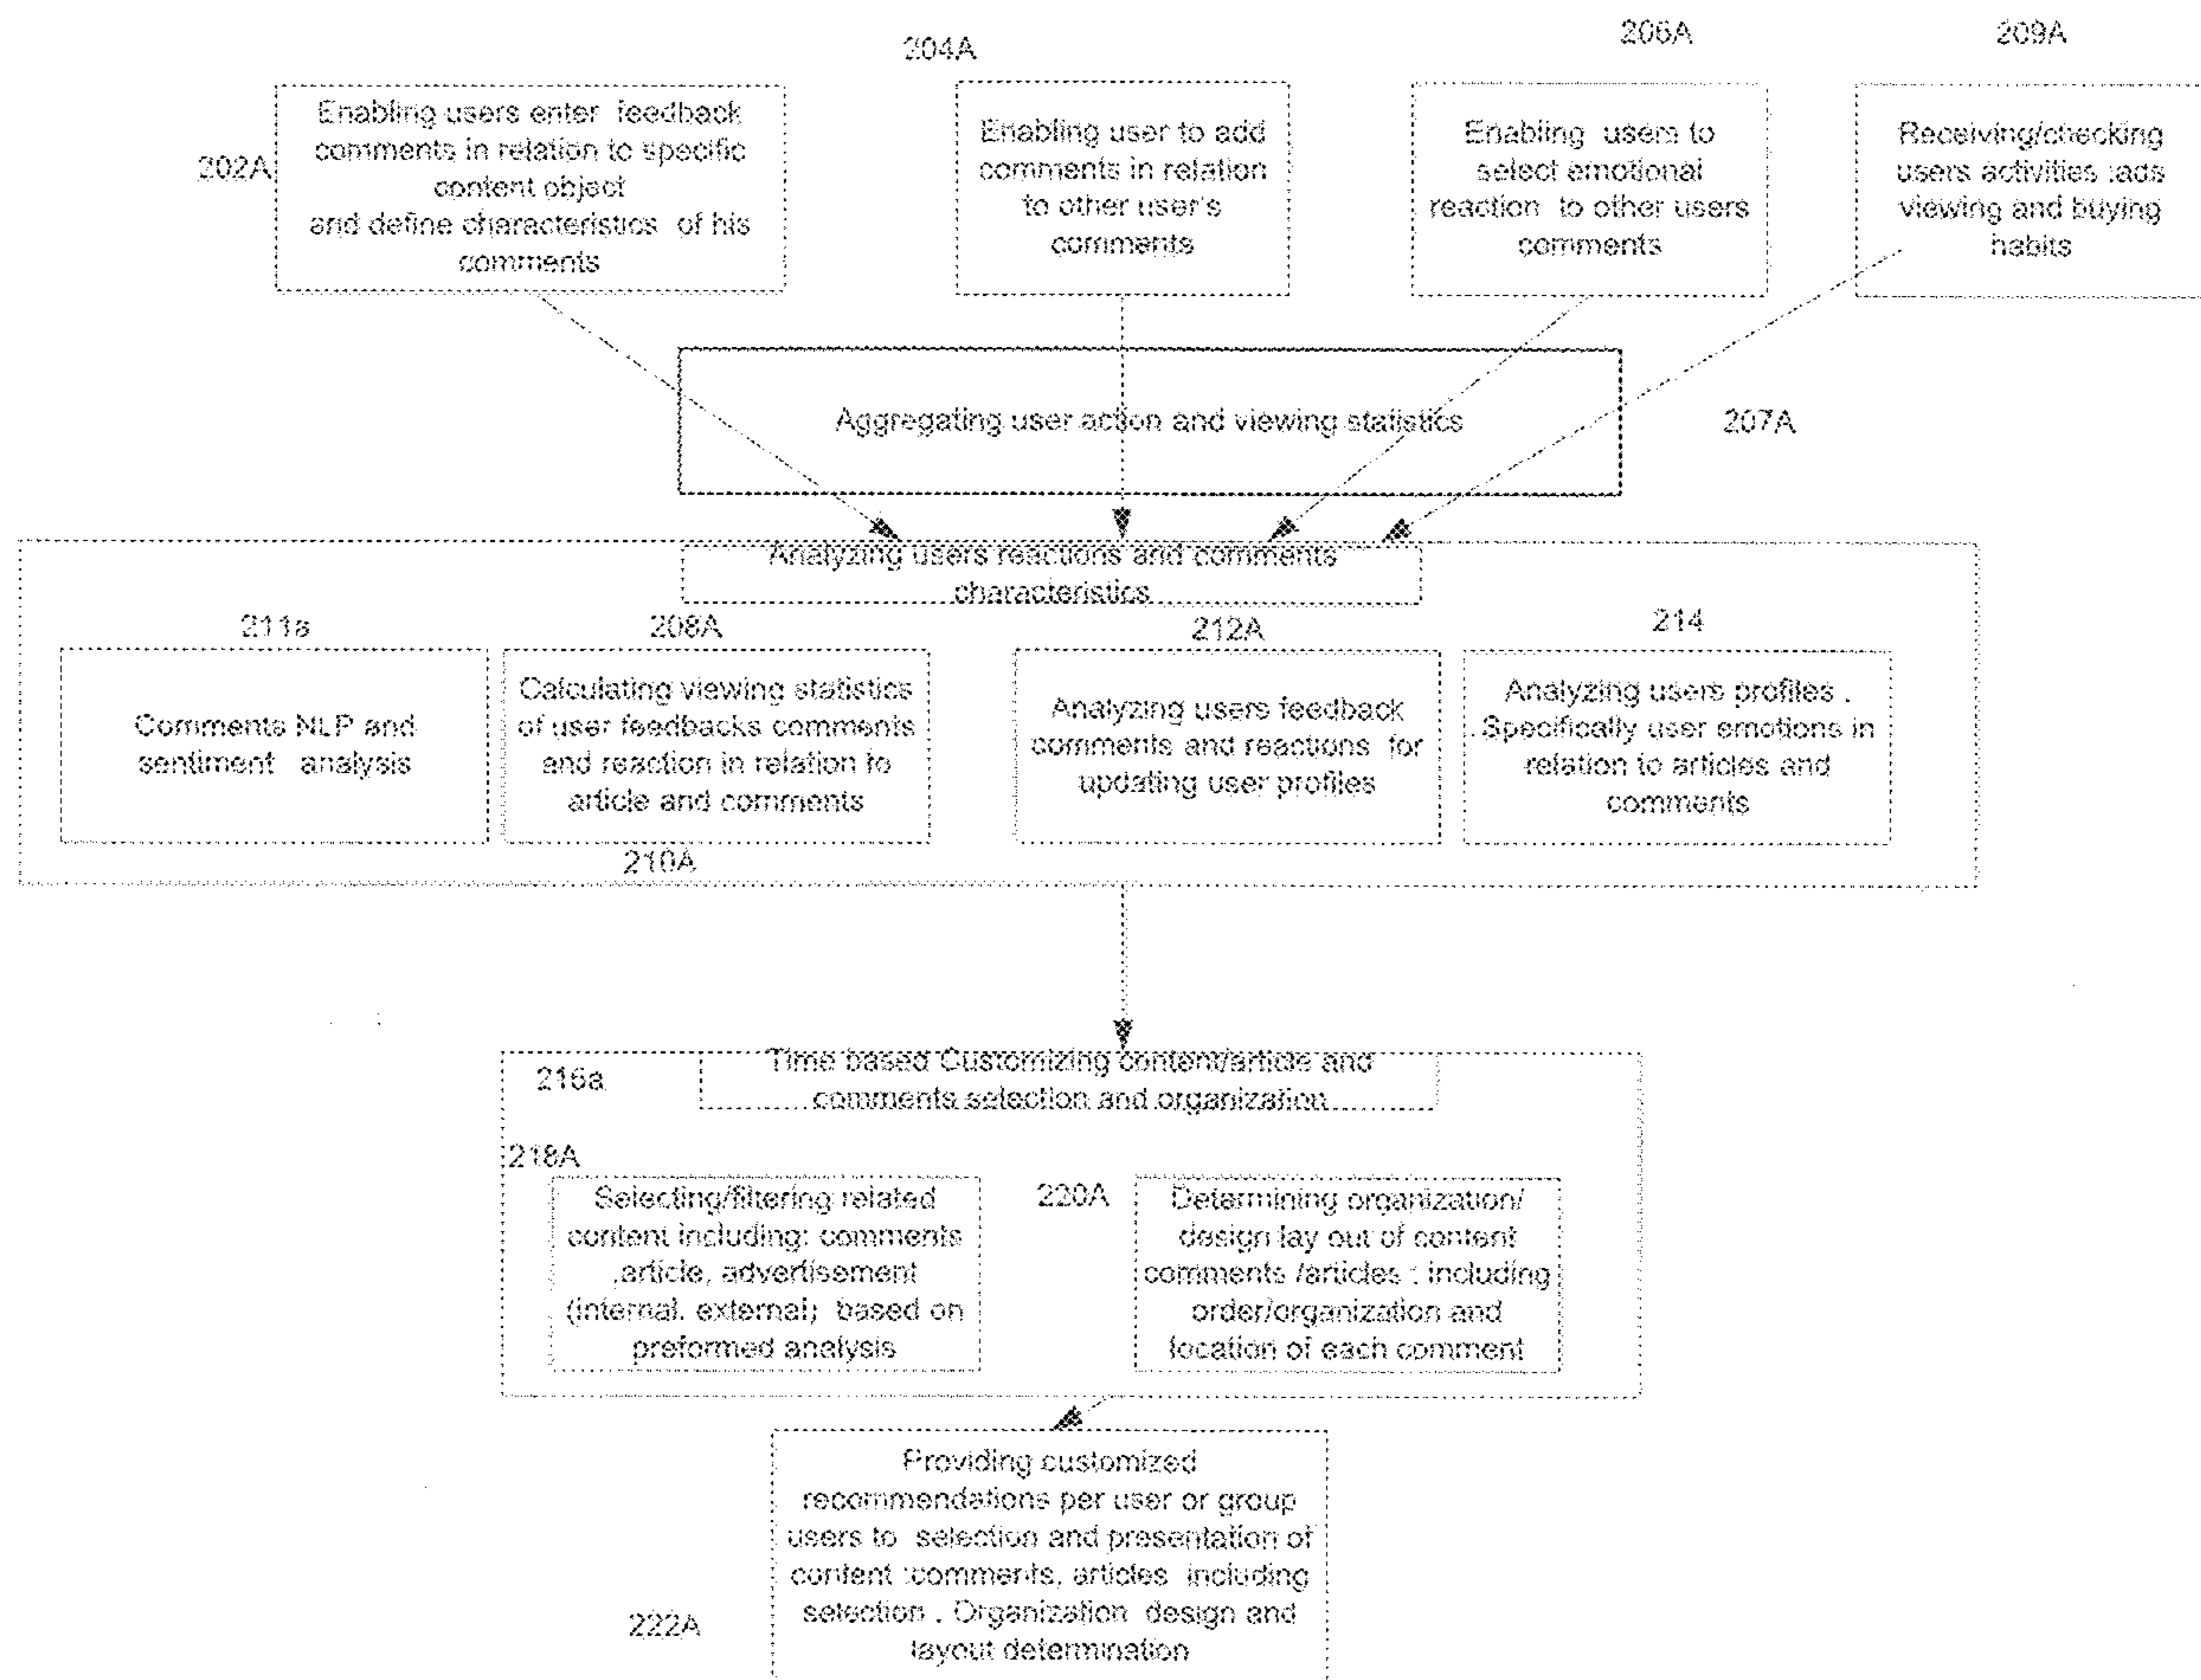 204A
206A
209A
202A
Enabling users enter feedback
comments in relation to specific
content object
and define characteristics of his
comments
Enabling user to add
comments in relation
to other user's
comments
Enabling users to
select emotional
reaction to other users
comments
Receiving/checking
users activities :ads
viewing and buying
habits
Aggregating user action and viewing statistics
207A
Analyzing users reactions and comments
characteristics
211a
208A
212A
214
Comments NLP and
sentiment analysis
Calculating viewing statistics
of user feedbacks comments
and reaction in relation to
article and comments
Analyzing users feedback
comments and reactions for
updating user profiles
Analyzing users profiles .
. Specifically user emotions in
relation to articles and
comments
210A
216a
Time based Customizing content/article and
comments selection and organization
218A
Selecting/filtering related
content including: comments
,article, advertisement
(internal. external) based on
preformed analysis
220A
Determining organization/
design lay out of content
comments /articles : including
order/organization and
location of each comment
Providing customized
recommendations per user or group
users to selection and presentation of
content :comments, articles including
selection . Organization design and
layout determination
222A